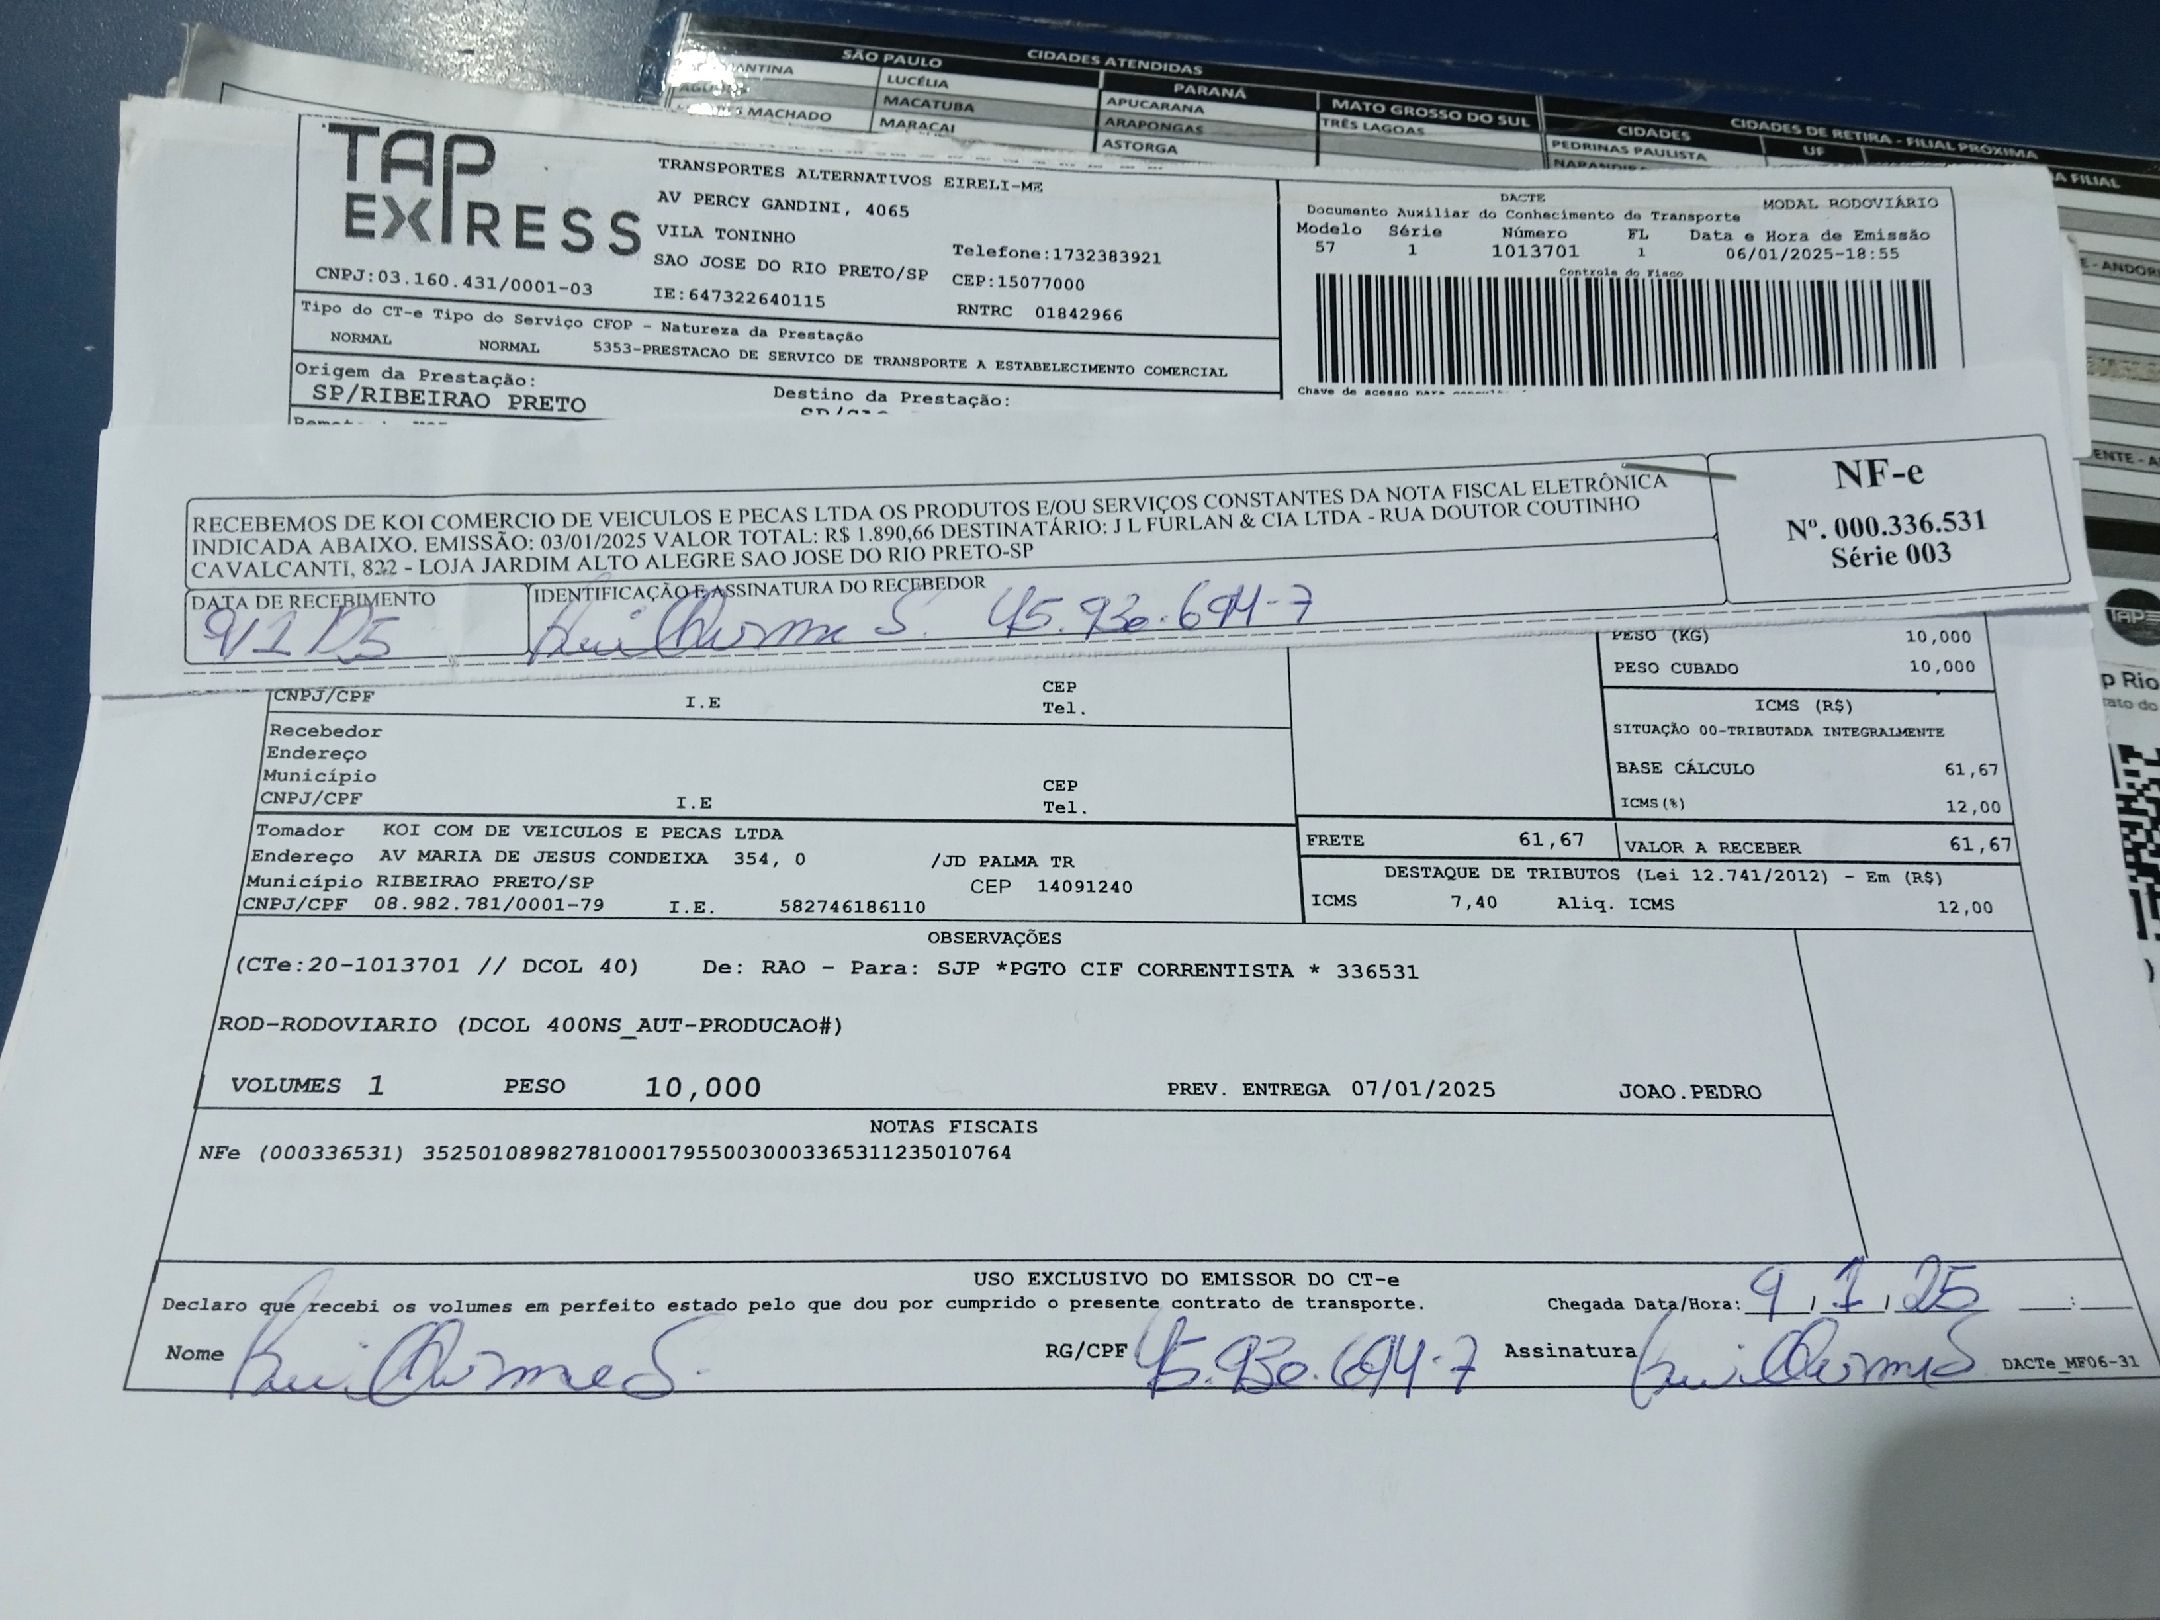 SÃO PAULO CIDADES ATENDIDAS
LUCÉLIA PARANÁ MATO GROSSO DO SUL CIDADES CIDADES DE RETIRA - FILIAL PRÓXIMA
MACATUBA APUCARANA TRÊS LAGOAS PEDRINAS PAULISTA UF
MACHADO MARACAI ARAPONGAS
ASTORGA
TAP EXPRESS
TRANSPORTES ALTERNATIVOS EIRELI-ME
AV PERCY GANDINI, 4065
VILA TONINHO Telefone:1732383921
SAO JOSE DO RIO PRETO/SP CEP:15077000
CNPJ:03.160.431/0001-03 IE:647322640115 RNTRC 01842966
DACTE MODAL RODOVIÁRIO
Documento Auxiliar do Conhecimento de Transporte
Modelo Série Número FL Data e Hora de Emissão
57 1 1013701 1 06/01/2025-18:55
Controle do Fisco
Tipo do CT-e Tipo do Serviço CFOP - Natureza da Prestação
NORMAL NORMAL 5353-PRESTACAO DE SERVICO DE TRANSPORTE A ESTABELECIMENTO COMERCIAL
Origem da Prestação: Destino da Prestação:
SP/RIBEIRAO PRETO
Chave de acesso para
RECEBEMOS DE KOI COMERCIO DE VEICULOS E PECAS LTDA OS PRODUTOS E/OU SERVIÇOS CONSTANTES DA NOTA FISCAL ELETRÔNICA
INDICADA ABAIXO. EMISSÃO: 03/01/2025 VALOR TOTAL: R$ 1.890,66 DESTINATÁRIO: J L FURLAN & CIA LTDA - RUA DOUTOR COUTINHO
CAVALCANTI, 822 - LOJA JARDIM ALTO ALEGRE SAO JOSE DO RIO PRETO-SP
NF-e
Nº. 000.336.531
Série 003
DATA DE RECEBIMENTO IDENTIFICAÇÃO E ASSINATURA DO RECEBEDOR
9/1/25 Guilherme S. 45.930.694-7
PESO (KG) 10,000
PESO CUBADO 10,000
CNPJ/CPF I.E CEP
Tel.
ICMS (R$)
SITUAÇÃO 00-TRIBUTADA INTEGRALMENTE
BASE CÁLCULO 61,67
ICMS(%) 12,00
Recebedor
Endereço
Município CEP
CNPJ/CPF I.E Tel.
Tomador KOI COM DE VEICULOS E PECAS LTDA
Endereço AV MARIA DE JESUS CONDEIXA 354, 0 /JD PALMA TR
Município RIBEIRAO PRETO/SP CEP 14091240
CNPJ/CPF 08.982.781/0001-79 I.E. 582746186110
FRETE 61,67 VALOR A RECEBER 61,67
DESTAQUE DE TRIBUTOS (Lei 12.741/2012) - Em (R$)
ICMS 7,40 Aliq. ICMS 12,00
OBSERVAÇÕES
(CTe:20-1013701 // DCOL 40) De: RAO - Para: SJP *PGTO CIF CORRENTISTA * 336531
ROD-RODOVIARIO (DCOL 400NS_AUT-PRODUCAO#)
VOLUMES 1 PESO 10,000 PREV. ENTREGA 07/01/2025 JOAO.PEDRO
NOTAS FISCAIS
NFe (000336531) 35250108982781000179550030003365311235010764
USO EXCLUSIVO DO EMISSOR DO CT-e
Declaro que recebi os volumes em perfeito estado pelo que dou por cumprido o presente contrato de transporte. Chegada Data/Hora: 9/1/25
Nome Guilherme S. RG/CPF 45.930.694-7 Assinatura Guilherme S DACTe_MF06-31